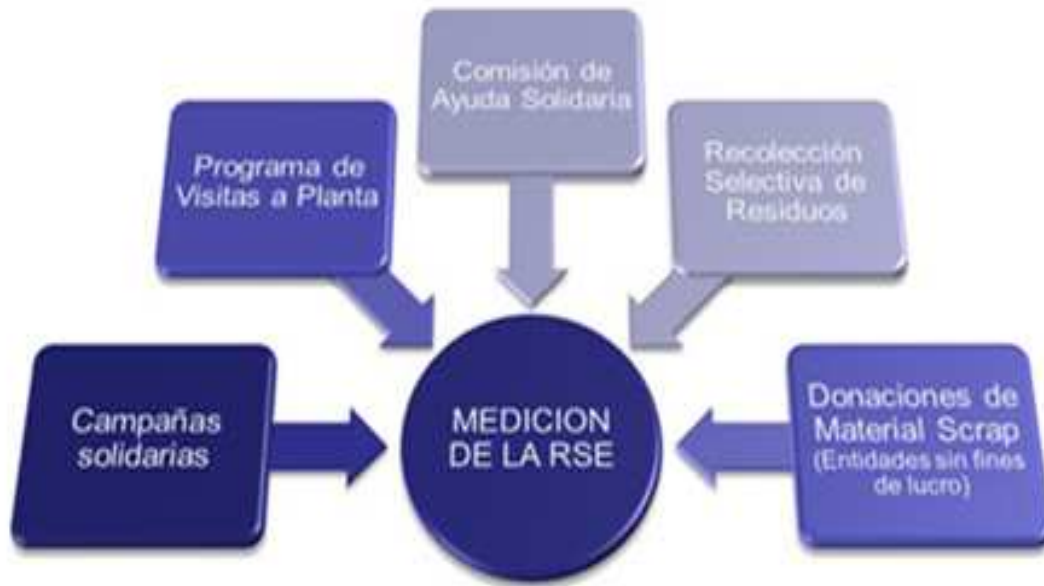 Comisión de
Ayuda Solidaria
Programa de
Visitas a Planta
Recolección
Selectiva de
Residuos
Campañas
solidarias
MEDICION
DE LA RSE
Donaciones de
Material Scrap
(Entidades sin fines
de lucro)